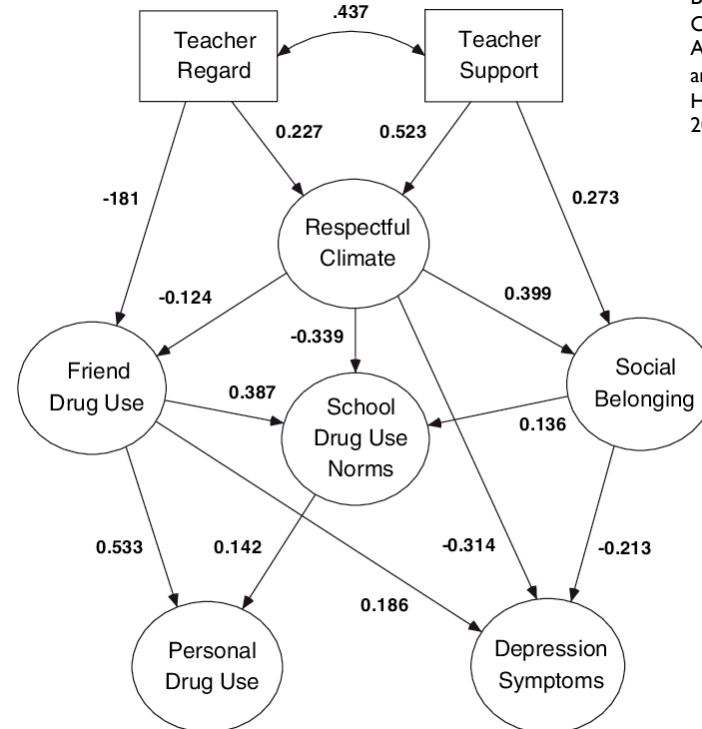 .437
B
C
A
ar
H
20
Teacher
Regard
Teacher
Support
0.227
0.523
-181
0.273
Respectful
Climate
-0.124
0.399
-0.339
Friend
Drug Use
Social
Belonging
0.387
School
Drug Use
Norms
0.136
0.533
0.142
-0.314
-0.213
0.186
Personal
Drug Use
Depression
Symptoms